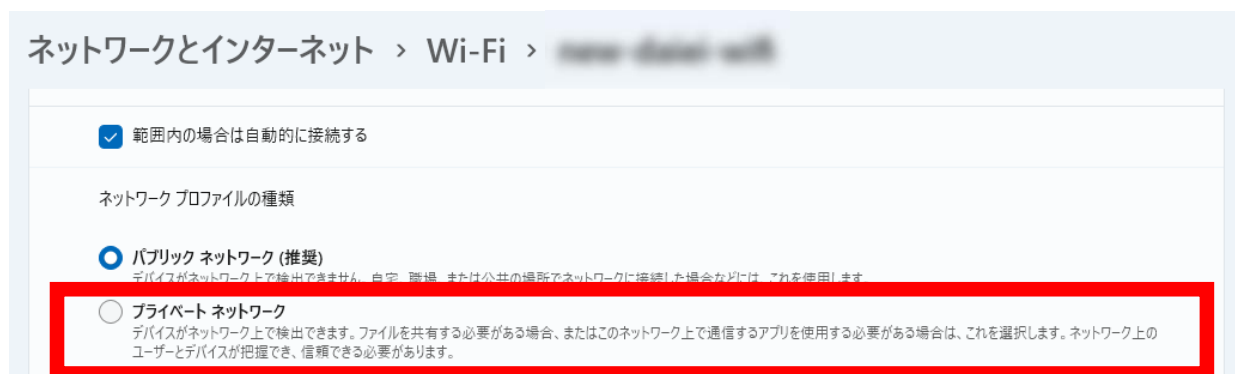 ネットワークとインターネット › Wi-Fi ›
範囲内の場合は自動的に接続する
ネットワーク プロファイルの種類
パブリック ネットワーク (推奨)
デバイスがネットワーク上で検出できません。自宅、職場、または公共の場所でネットワークに接続した場合などには、これを使用します。
プライベート ネットワーク
デバイスがネットワーク上で検出できます。ファイルを共有する必要がある場合、またはこのネットワーク上で通信するアプリを使用する必要がある場合は、これを選択します。ネットワーク上の
ユーザーとデバイスが把握でき、信頼できる必要があります。